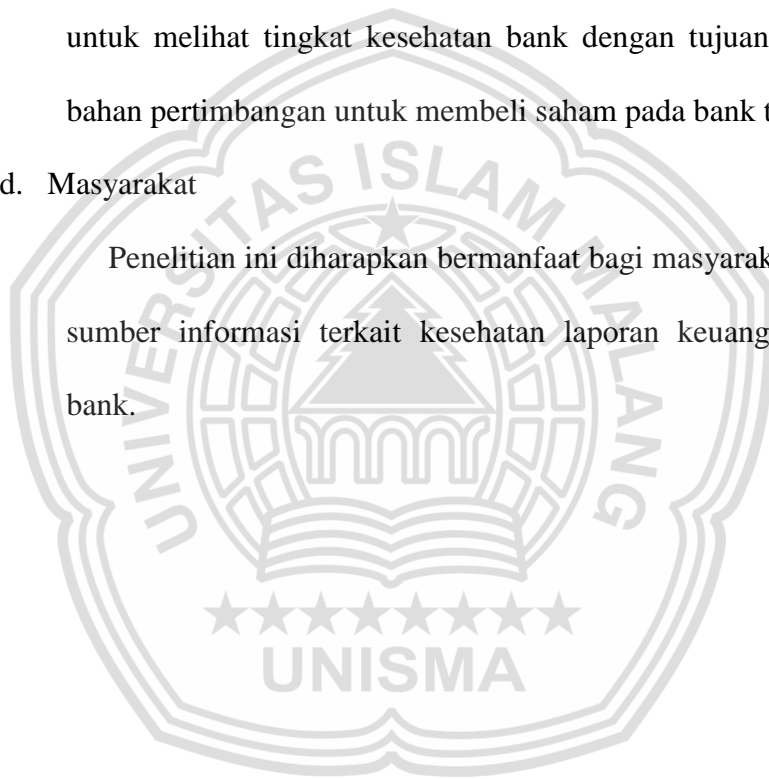 untuk melihat tingkat kesehatan bank dengan tujuan
bahan pertimbangan untuk membeli saham pada bank t
d. Masyarakat
Penelitian ini diharapkan bermanfaat bagi masyarak
sumber informasi terkait kesehatan laporan keuang
bank.
UNIVERSITAS ISLAM MALANG
UNISMA